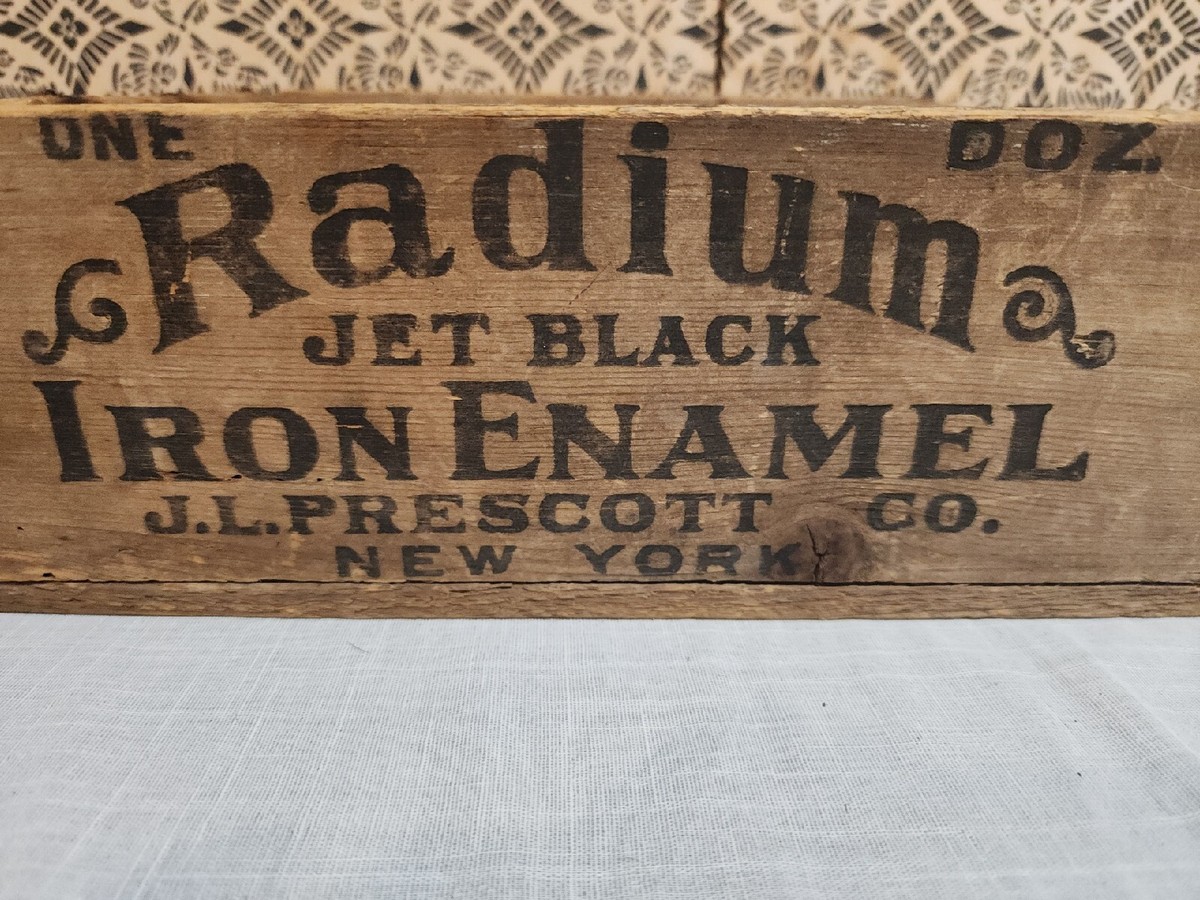 ONE DOZ.
Radium
JET BLACK
IRON ENAMEL
J.L. PRESCOTT CO.
NEW YORK